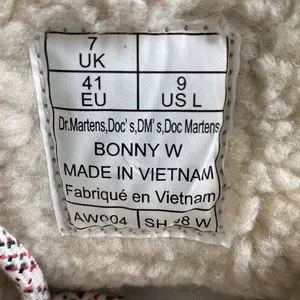 7
UK
41 9
EU US L
Dr.Martens,Doc's,DM's,Doc Martens
BONNY W
MADE IN VIETNAM
Fabriqué en Vietnam
AW004 SH 28 W